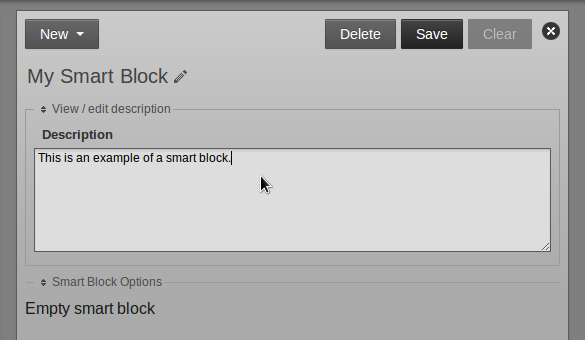 New
Delete
Save
Clear
My Smart Block
View / edit description
Description
This is an example of a smart block.
Smart Block Options
Empty smart block